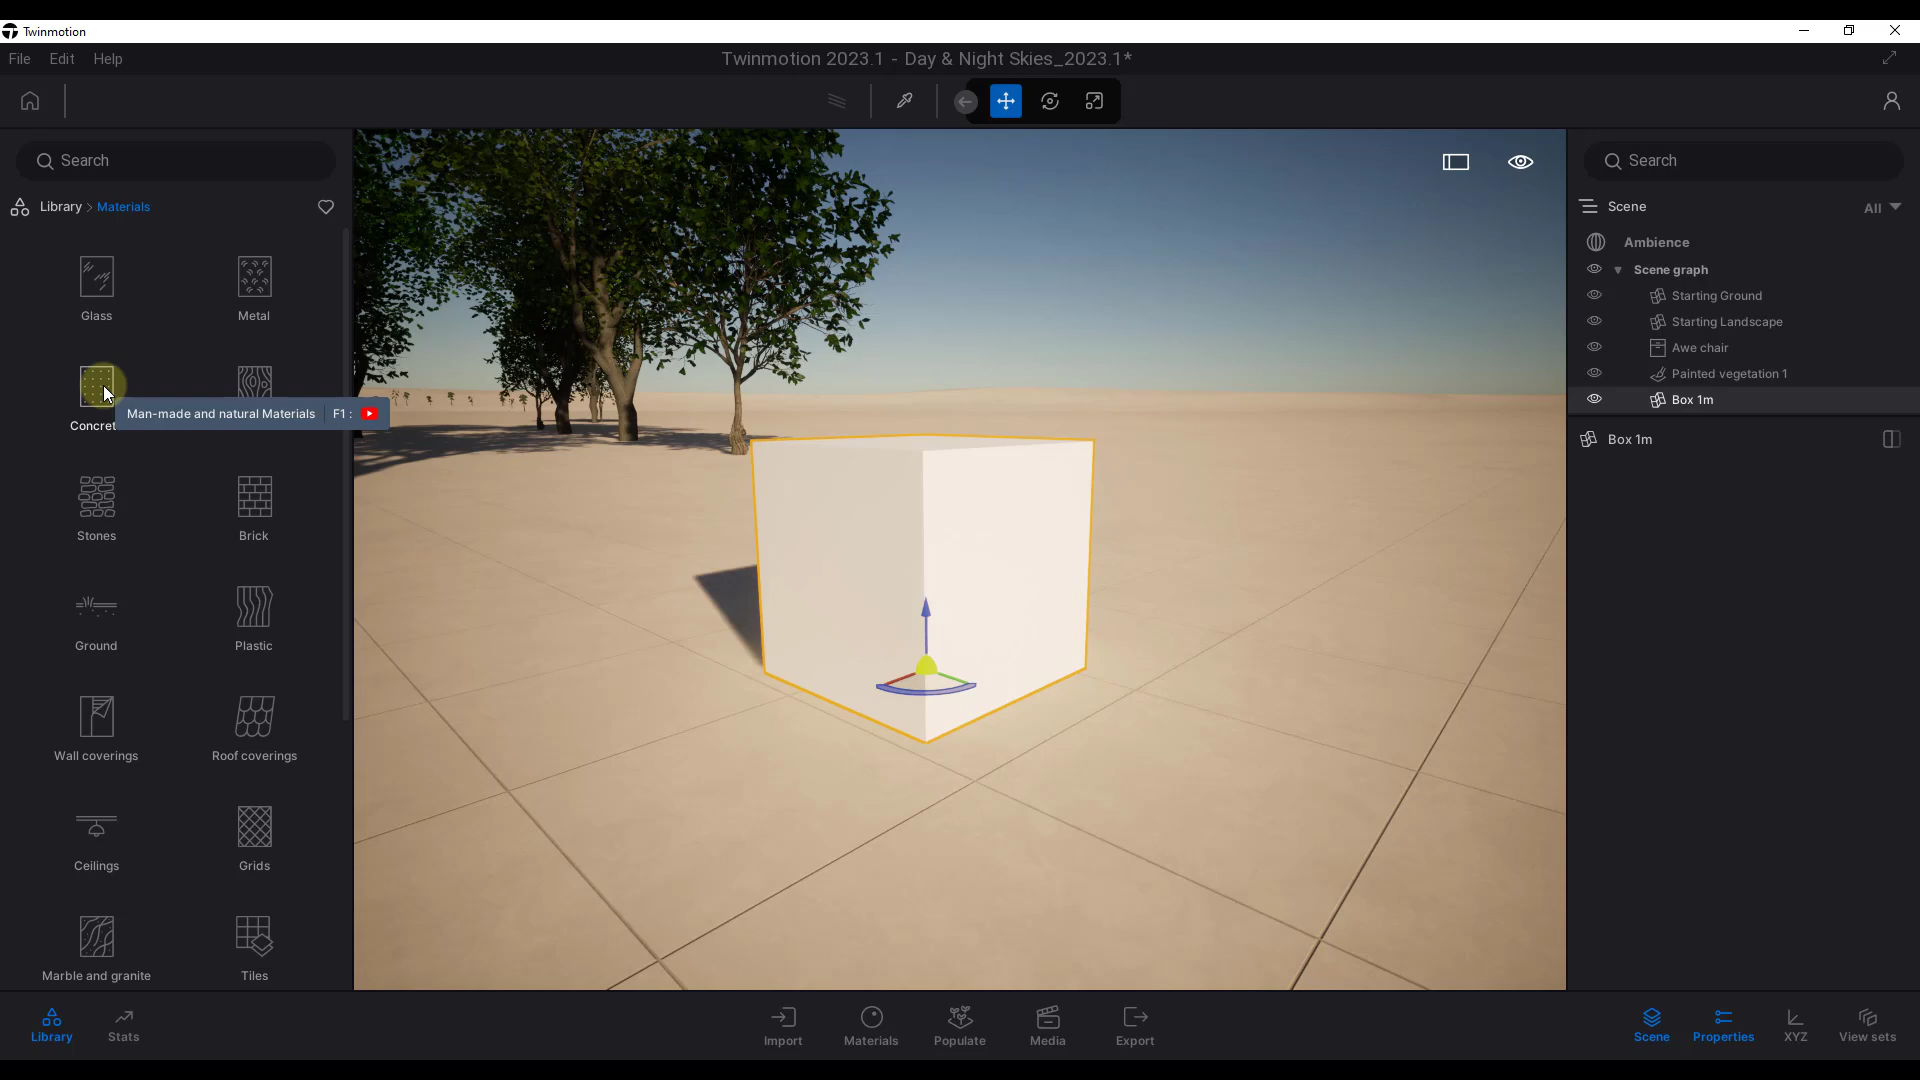 Twinmotion
File Edit Help
Twinmotion 2023.1 - Day & Night Skies_2023.1*
Search
Library > Materials
Glass Metal
Concret
Man-made and natural Materials F1 :
Stones Brick
Ground Plastic
Wall coverings Roof coverings
Ceilings Grids
Marble and granite Tiles
Search
Scene All
Ambience
Scene graph
Starting Ground
Starting Landscape
Awe chair
Painted vegetation 1
Box 1m
Box 1m
Library Stats
Import Materials Populate Media Export
Scene Properties XYZ View sets